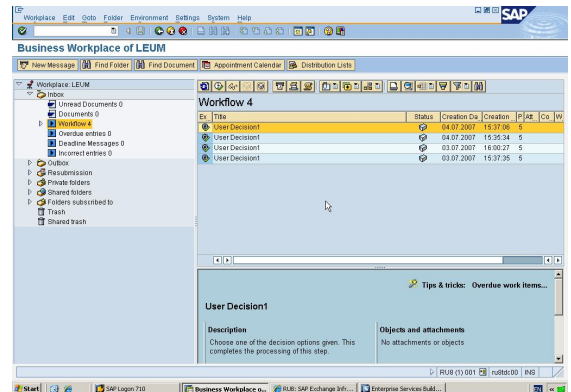 Workplace Edit Goto Folder Environment Settings System Help
SAP
Business Workplace of LEUM
New Message Find Folder Find Document Appointment Calendar Distribution Lists
Workplace: LEUM
Inbox
Unread Documents 0
Documents 0
Workflow 4
Overdue entries 0
Deadline Messages 0
Incorrect entries 0
Outbox
Resubmission
Private folders
Shared folders
Folders subscribed to
Trash
Shared trash
Workflow 4
Ex Title Status Creation Da Creation P Att Co W
User Decision1 04.07.2007 15:37:08 5
User Decision1 04.07.2007 15:35:34 5
User Decision1 03.07.2007 16:00:27 5
User Decision1 03.07.2007 15:37:35 5
Tips & tricks: Overdue work items...
User Decision1
Description
Choose one of the decision options given. This
completes the processing of this step.
Objects and attachments
No attachments or objects
RU8 (1) 001 ru8tdc00 INS
Start SAP Logon 710 Business Workplace o... RU8: SAP Exchange Infr... Enterprise Services Build...